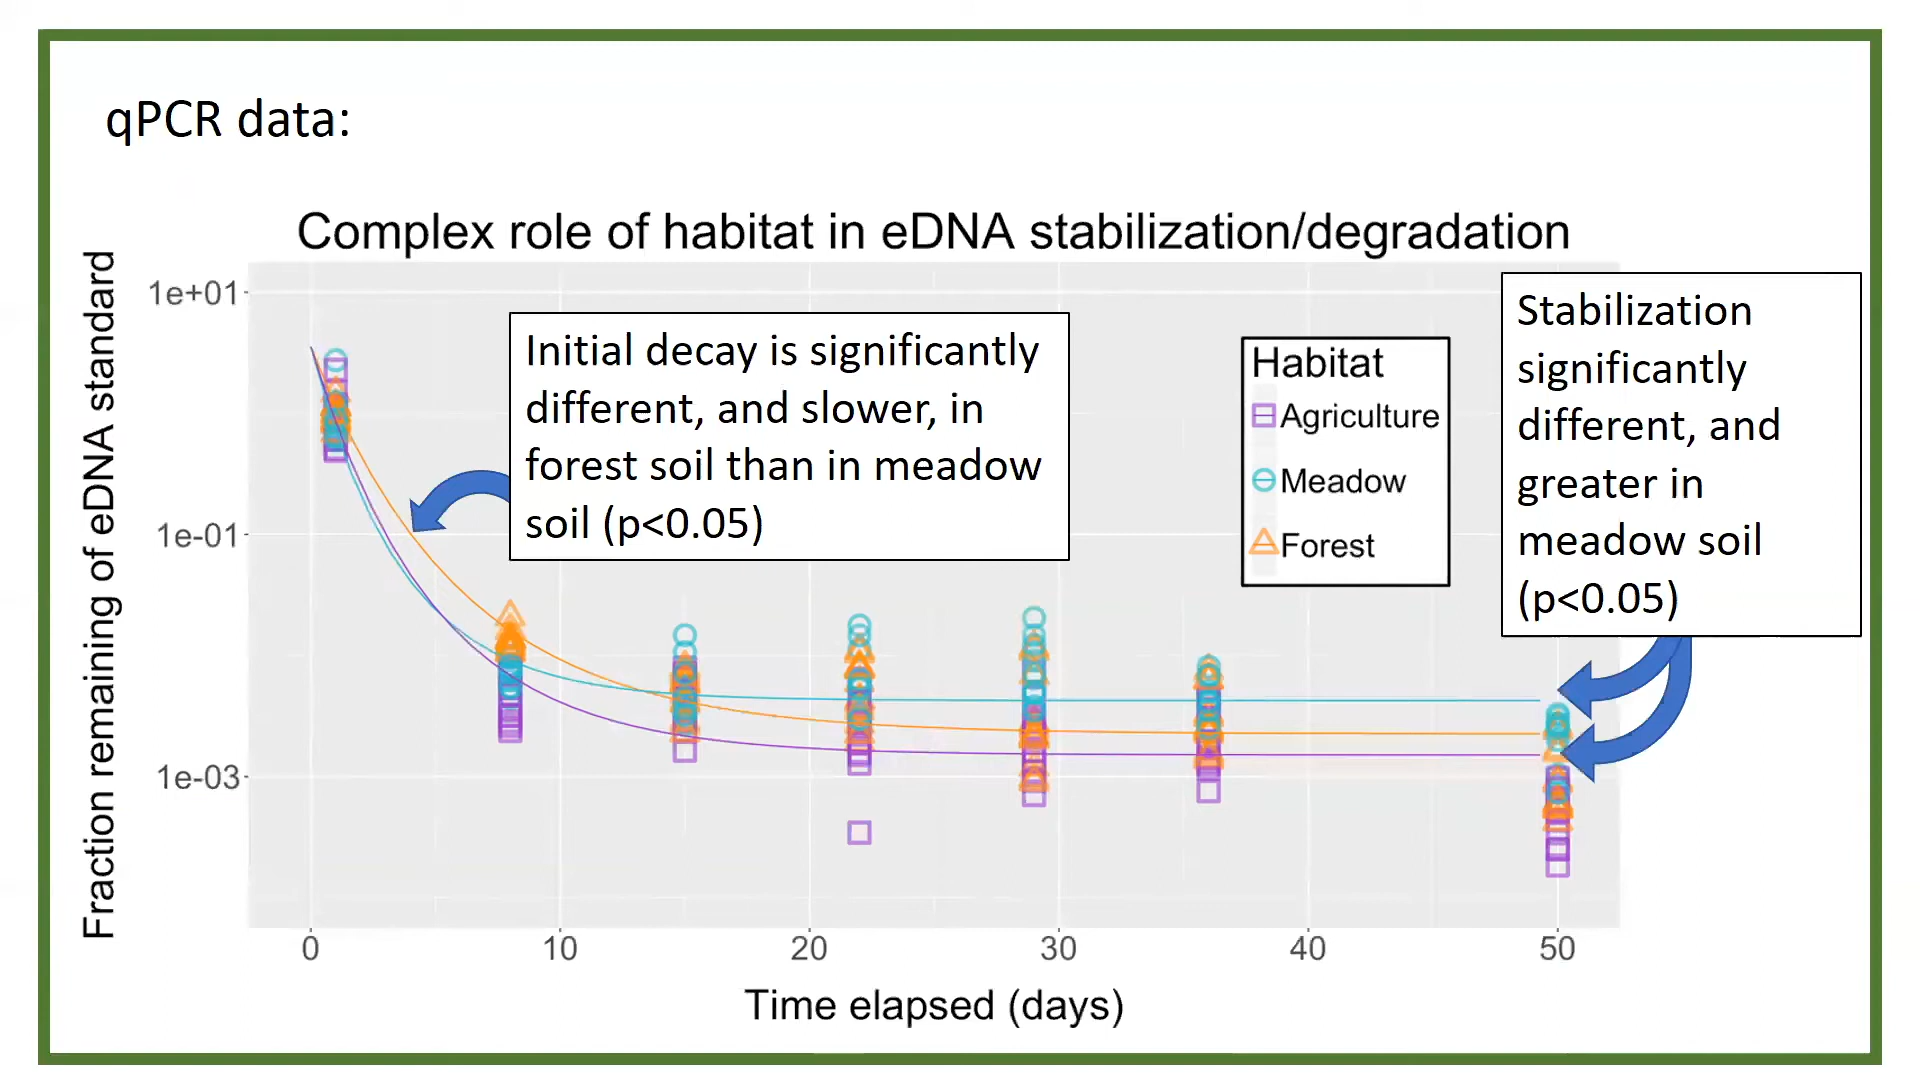 qPCR data:
Complex role of habitat in eDNA stabilization/degradation
Fraction remaining of eDNA standard
1e+01
1e-01
1e-03
Initial decay is significantly
different, and slower, in
forest soil than in meadow
soil (p<0.05)
Habitat
Agriculture
Meadow
Forest
Stabilization
significantly
different, and
greater in
meadow soil
(p<0.05)
0 10 20 30 40 50
Time elapsed (days)